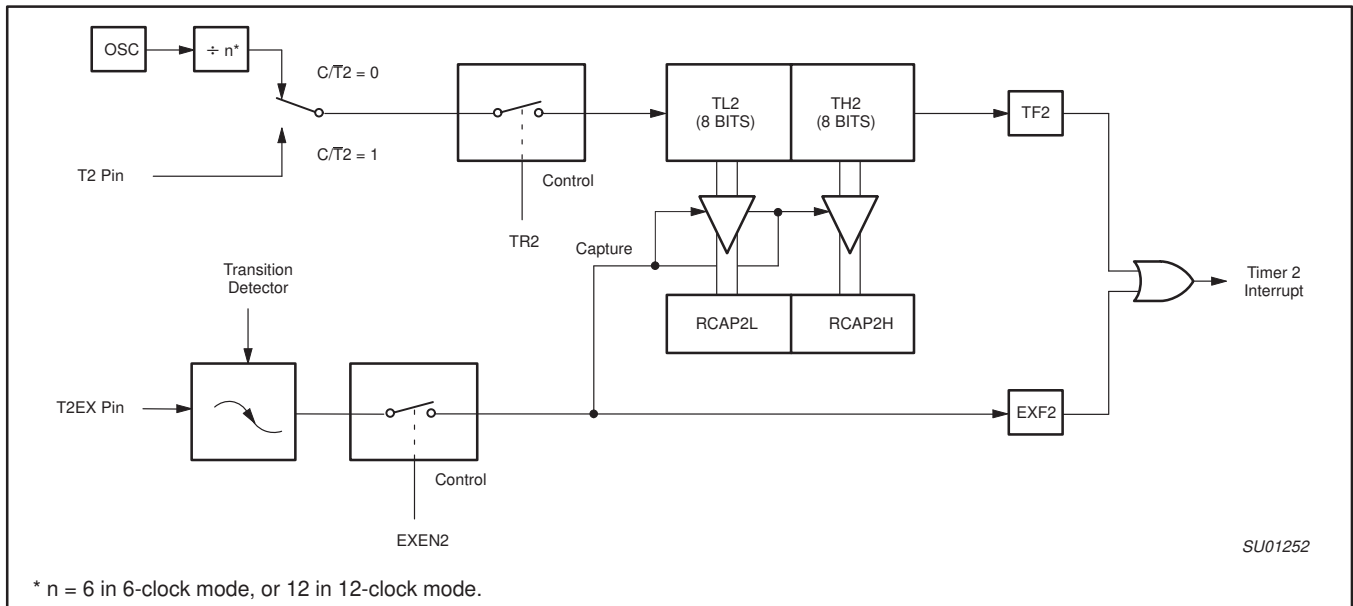 OSC
÷ n*
C/T̅2 = 0
TL2
(8 BITS)
TH2
(8 BITS)
TF2
C/T̅2 = 1
T2 Pin
Control
TR2
Capture
Transition
Detector
Timer 2
Interrupt
RCAP2L
RCAP2H
T2EX Pin
EXF2
Control
EXEN2
SU01252
* n = 6 in 6-clock mode, or 12 in 12-clock mode.